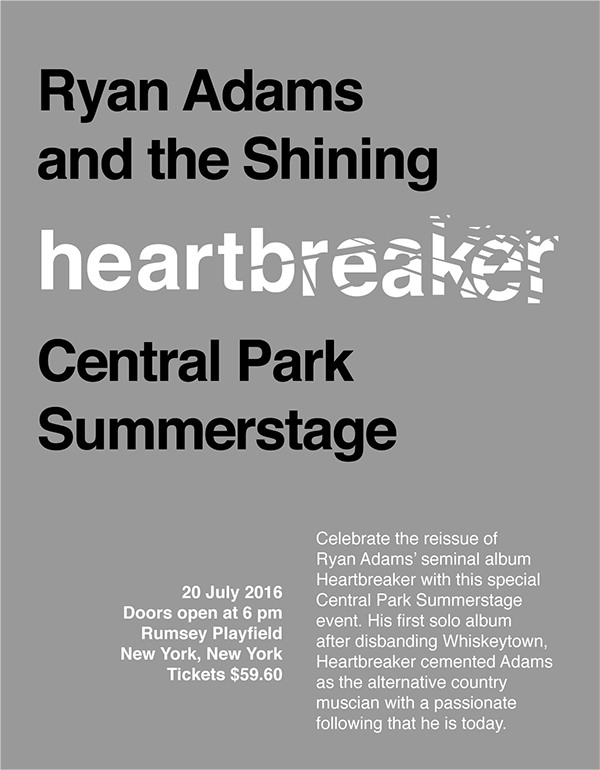 Ryan Adams
and the Shining
heartbreaker
Central Park
Summerstage
20 July 2016
Doors open at 6 pm
Rumsey Playfield
New York, New York
Tickets $59.60
Celebrate the reissue of
Ryan Adams’ seminal album
Heartbreaker with this special
Central Park Summerstage
event. His first solo album
after disbanding Whiskeytown,
Heartbreaker cemented Adams
as the alternative country
muscian with a passionate
following that he is today.